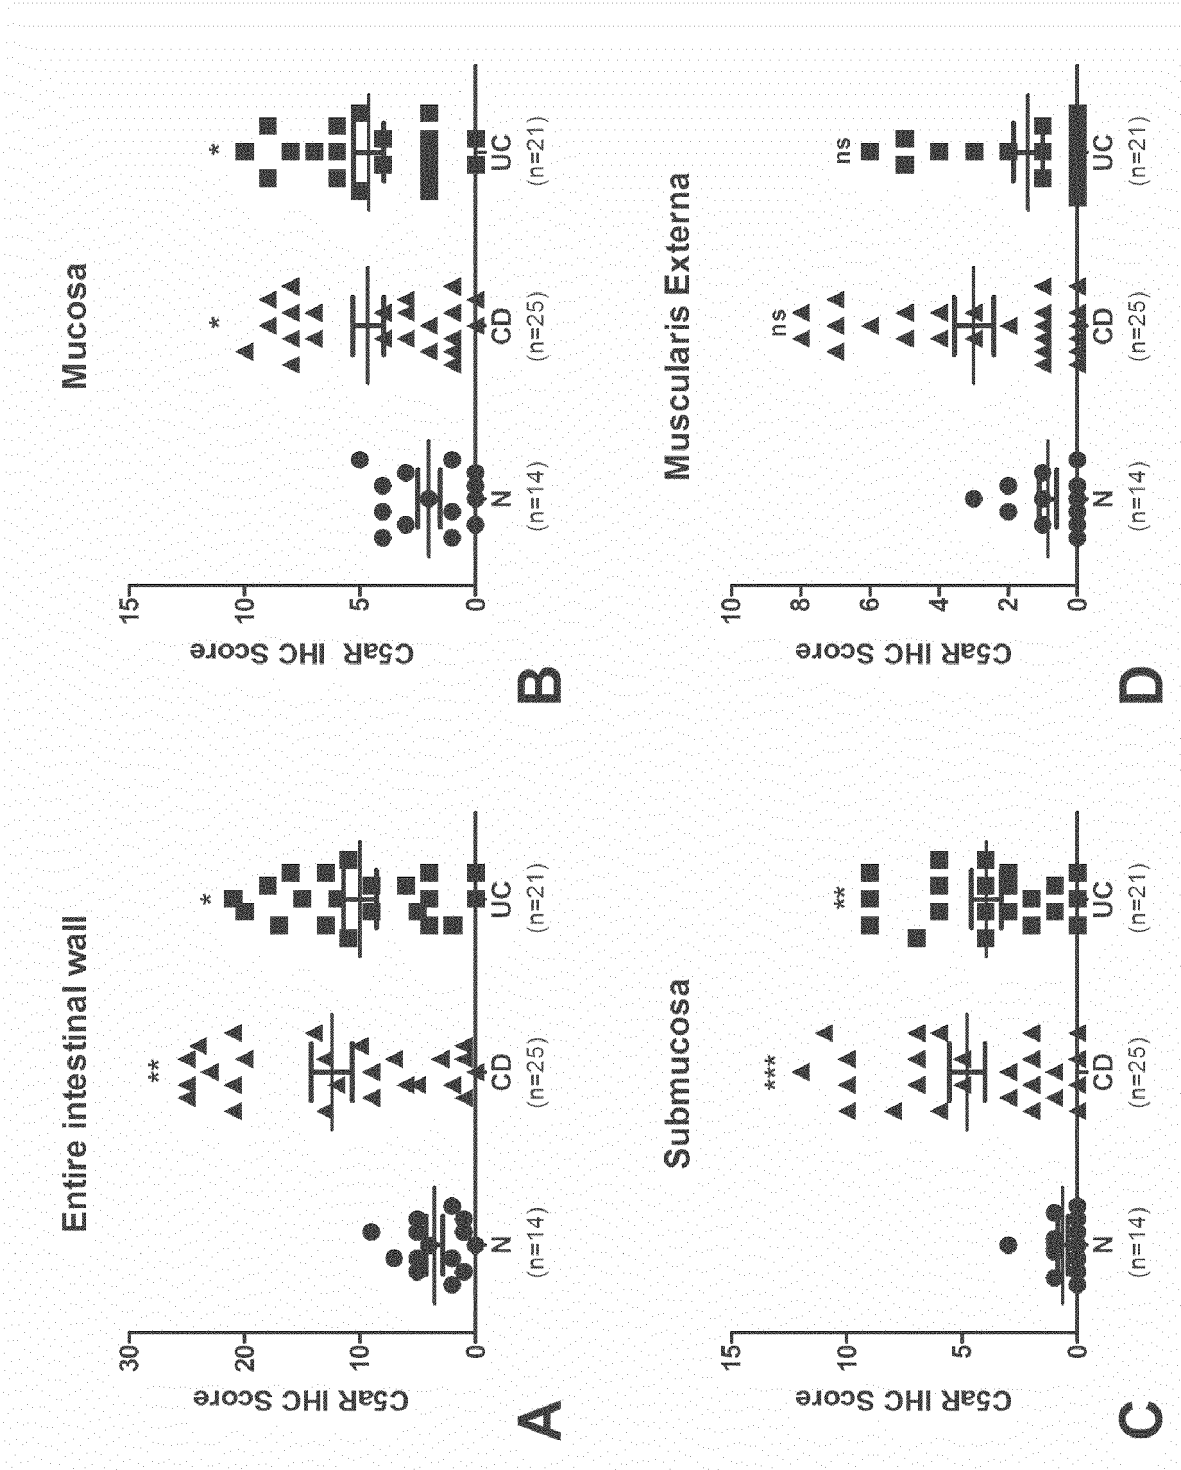 Entire intestinal wall
C5aR IHC Score
30
20
10
0
**
*
N
CD
UC
(n=14)
(n=25)
(n=21)
A
Mucosa
C5aR IHC Score
15
10
5
0
*
*
N
CD
UC
(n=14)
(n=25)
(n=21)
B
Submucosa
C5aR IHC Score
15
10
5
0
***
**
N
CD
UC
(n=14)
(n=25)
(n=21)
C
Muscularis Externa
C5aR IHC Score
10
8
6
4
2
0
ns
ns
N
CD
UC
(n=14)
(n=25)
(n=21)
D